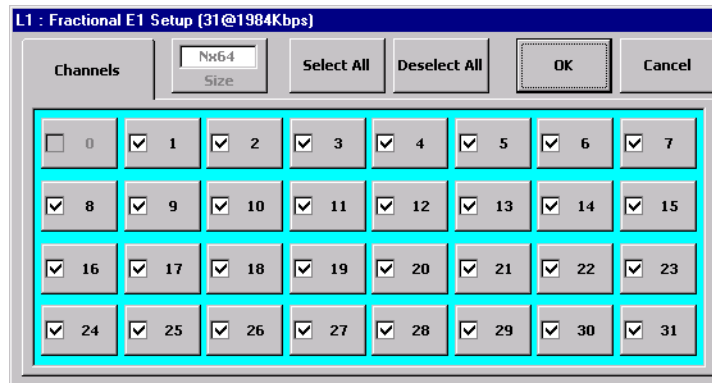 L1 : Fractional E1 Setup (31@1984Kbps)
Channels Nx64 Size Select All Deselect All OK Cancel
0 1 2 3 4 5 6 7
8 9 10 11 12 13 14 15
16 17 18 19 20 21 22 23
24 25 26 27 28 29 30 31